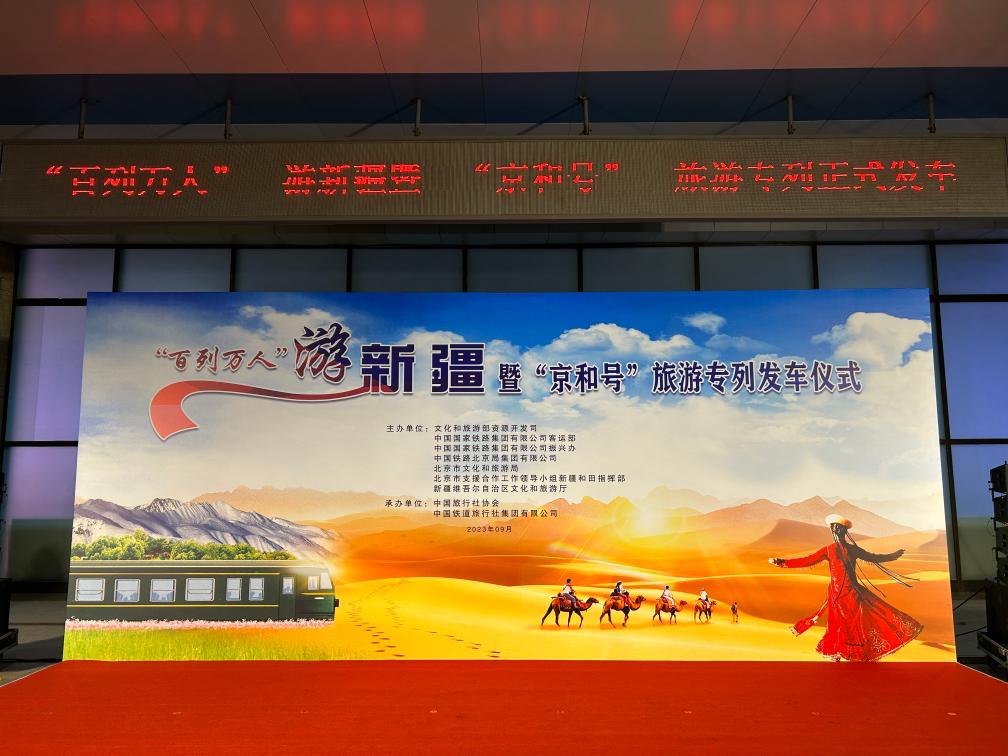 “百列万人” 游新疆暨 “京和号” 旅游专列正式发车
“百列万人”游新疆暨“京和号”旅游专列发车仪式
主办单位：文化和旅游部资源开发司
中国国家铁路集团有限公司客运部
中国国家铁路集团有限公司振兴办
中国铁路北京局集团有限公司
北京市文化和旅游局
北京市支援合作工作领导小组新疆和田指挥部
新疆维吾尔自治区文化和旅游厅
承办单位：中国旅行社协会
中国铁道旅行社集团有限公司
2023年09月